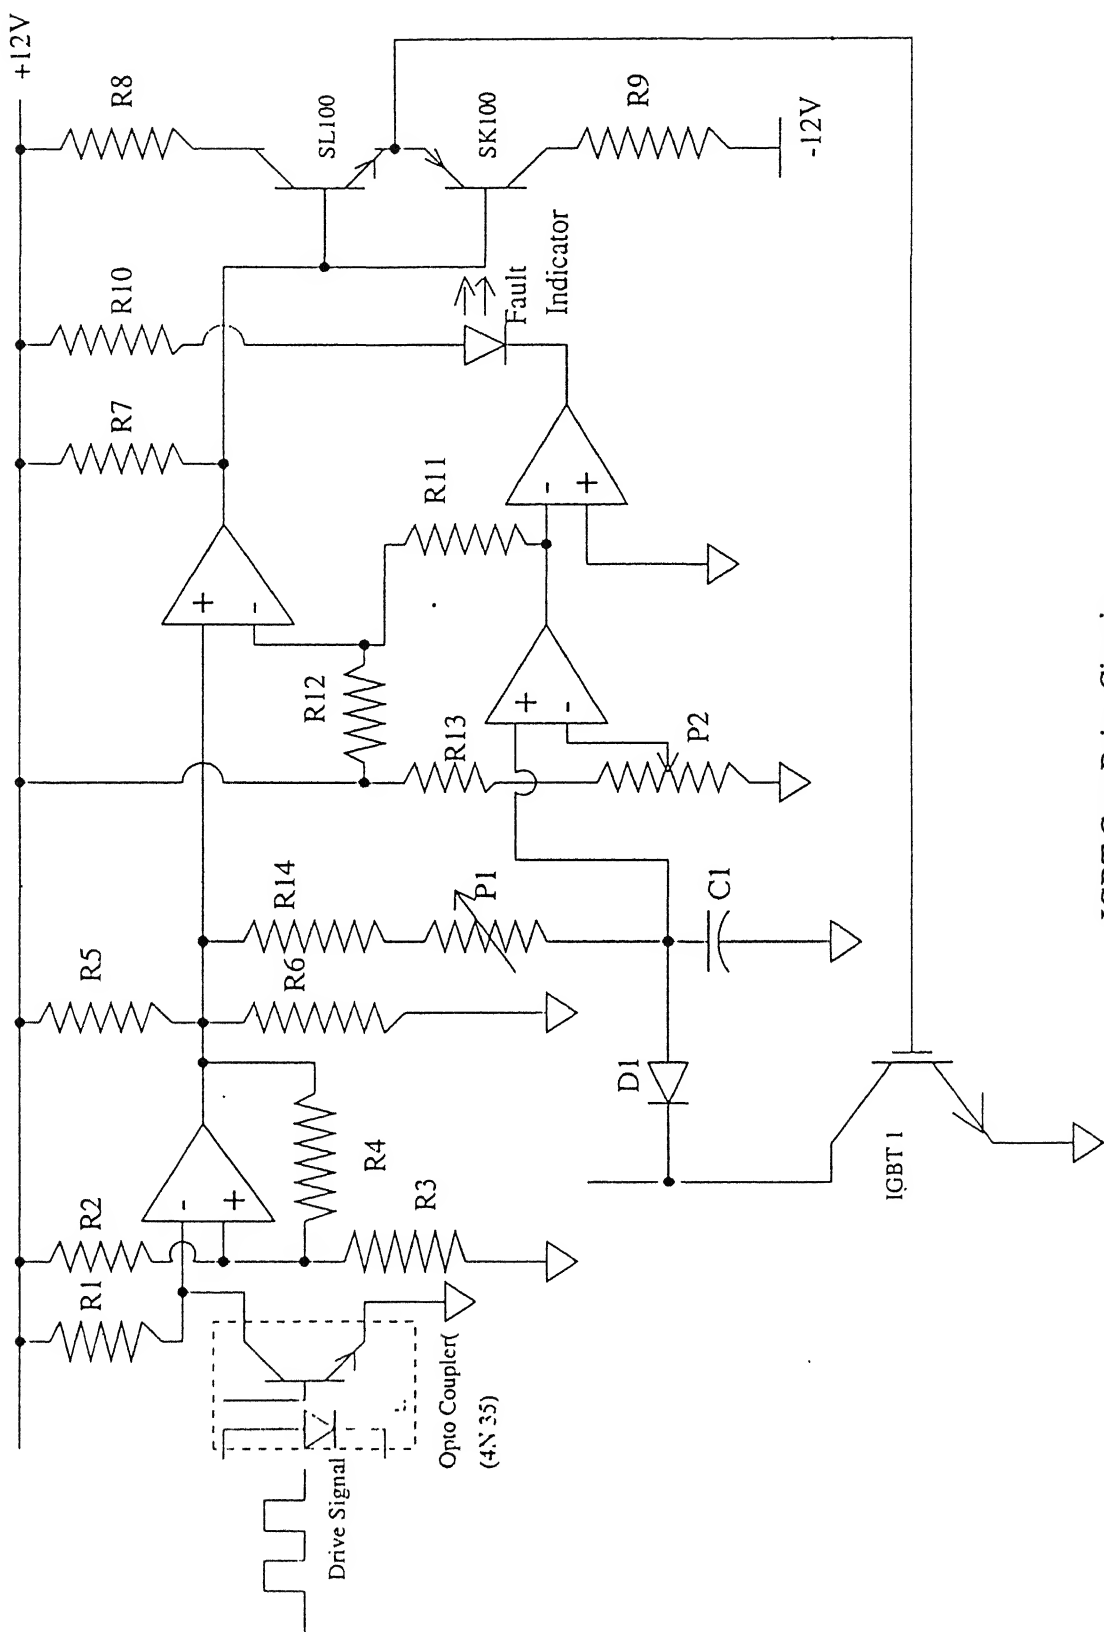 +12V
R8
R10
R7
R5
R2
R1
SL100
SK100
R9
-12V
Fault
Indicator
R11
R12
R13
P2
R14
R6
P1
C1
D1
R4
R3
+
-
+
-
-
+
-
+
IGBT 1
Opto Coupler(
(4N 35)
Drive Signal